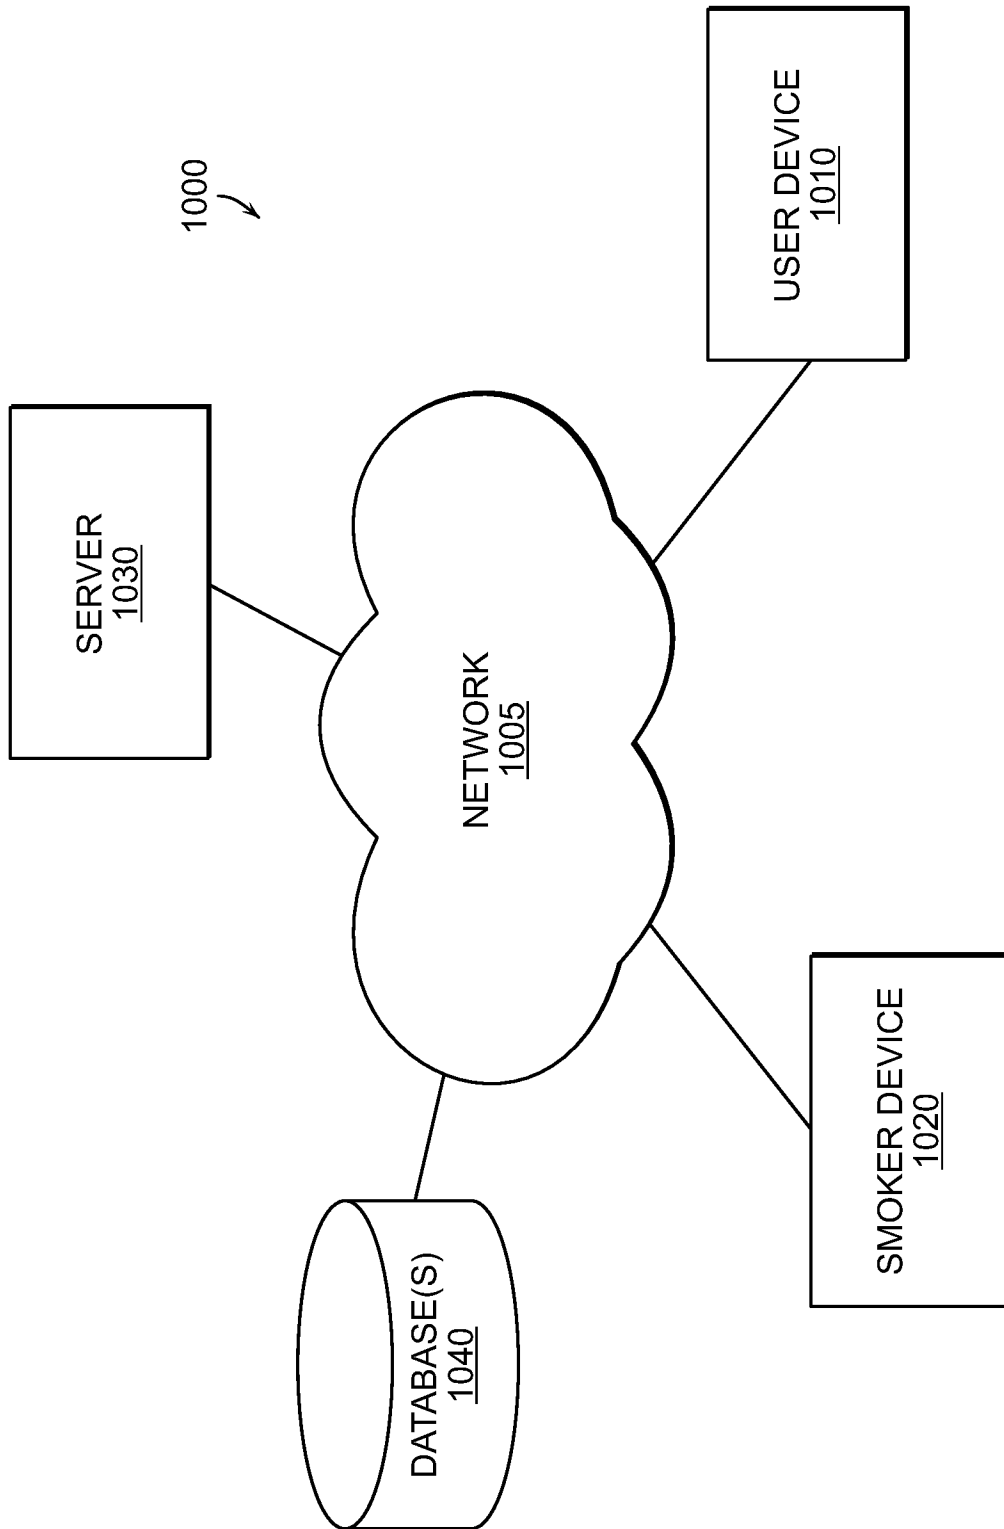 1000
SERVER
1030
NETWORK
1005
USER DEVICE
1010
DATABASE(S)
1040
SMOKER DEVICE
1020